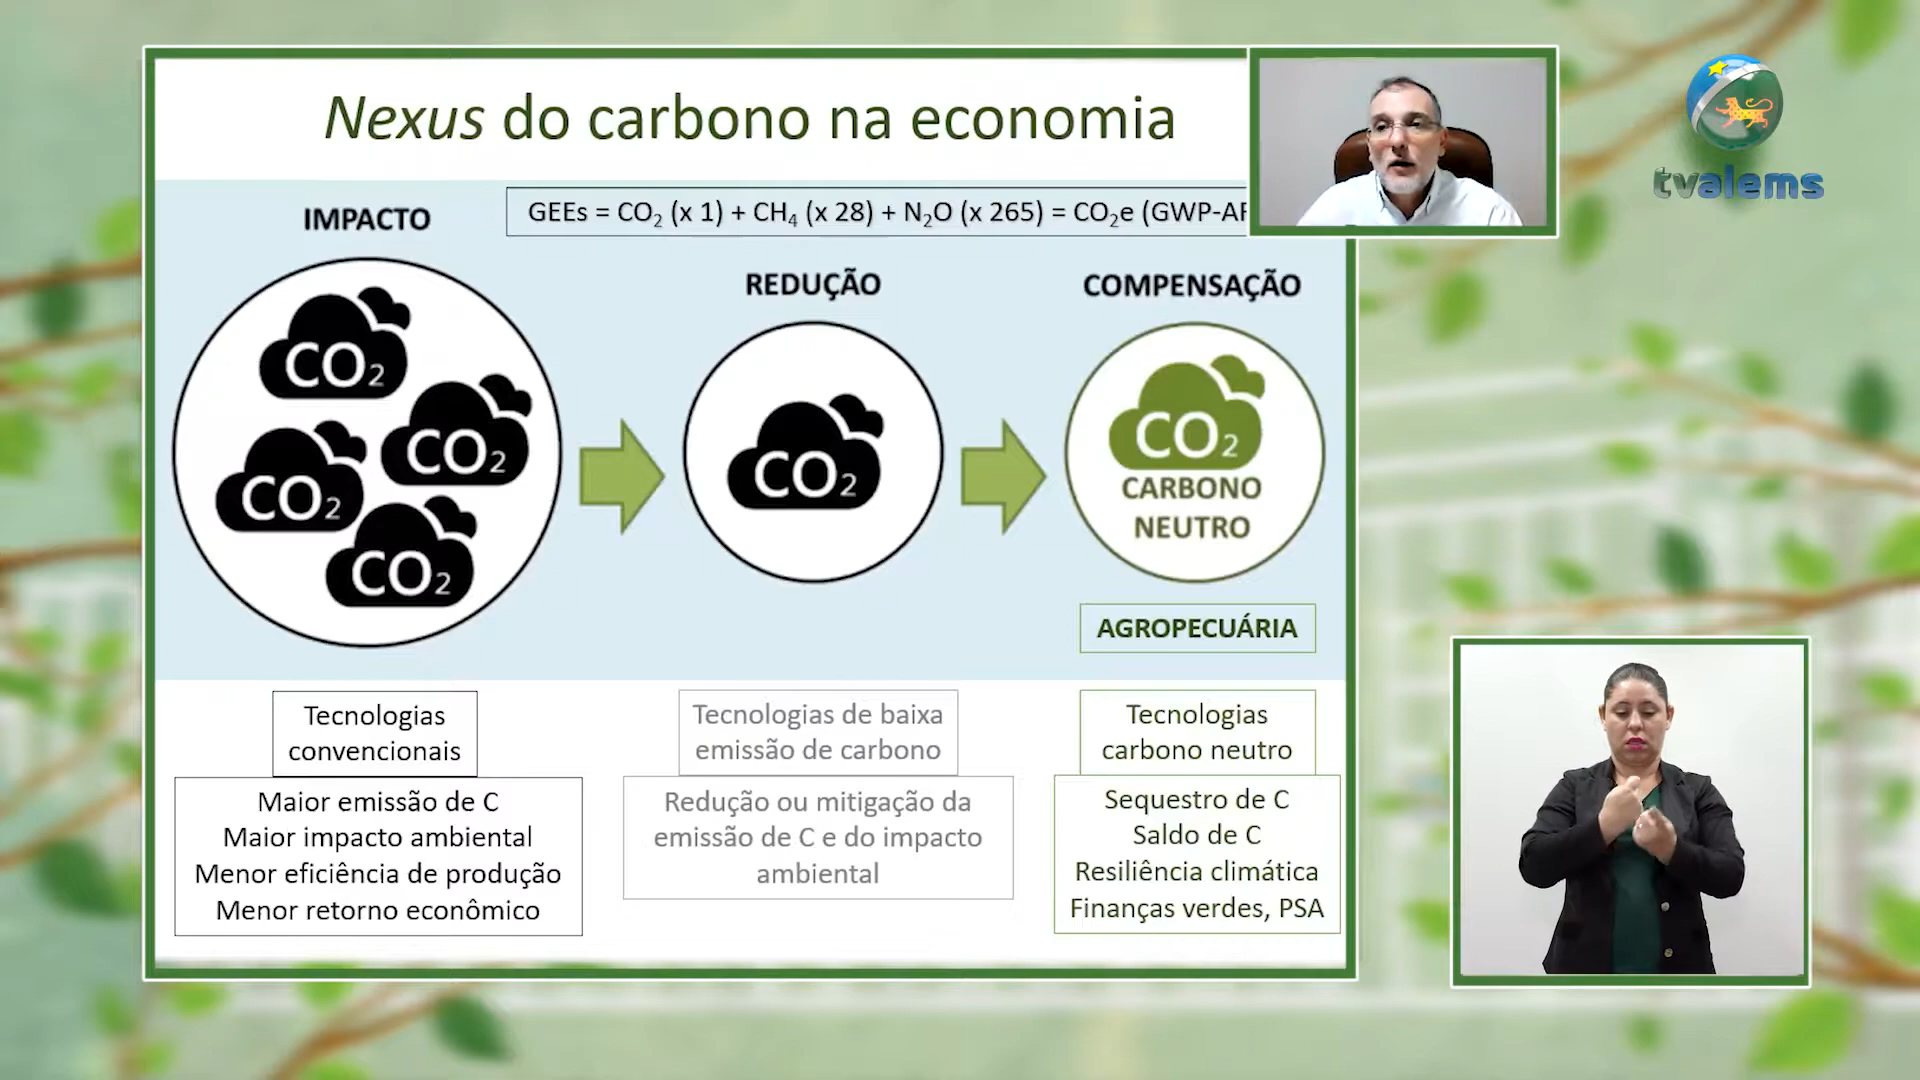 Nexus do carbono na economia
IMPACTO
GEEs = CO₂ (x 1) + CH₄ (x 28) + N₂O (x 265) = CO₂e (GWP-AR
REDUÇÃO
COMPENSAÇÃO
CO₂
CO₂
CO₂
CO₂
CO₂
CO₂
CARBONO
NEUTRO
AGROPECUÁRIA
Tecnologias
convencionais
Maior emissão de C
Maior impacto ambiental
Menor eficiência de produção
Menor retorno econômico
Tecnologias de baixa
emissão de carbono
Redução ou mitigação da
emissão de C e do impacto
ambiental
Tecnologias
carbono neutro
Sequestro de C
Saldo de C
Resiliência climática
Finanças verdes, PSA
tvalems